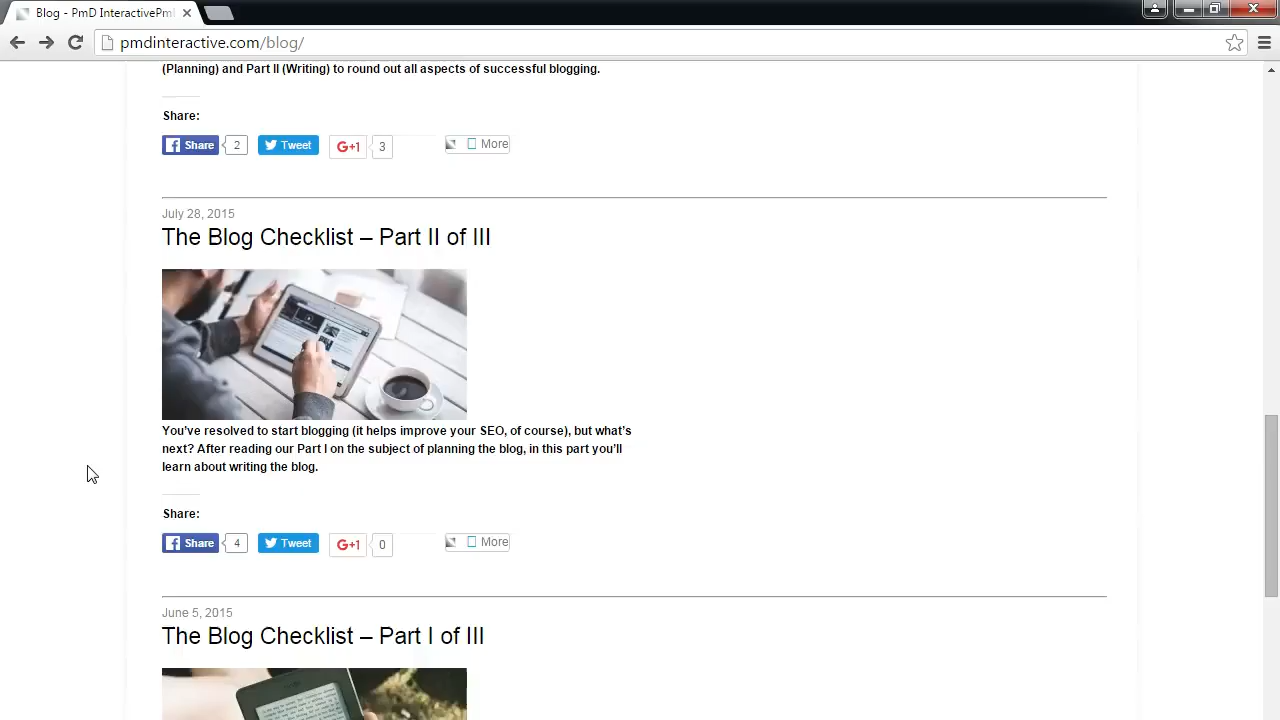 Blog - PmD InteractivePm
pmdinteractive.com/blog/
(Planning) and Part II (Writing) to round out all aspects of successful blogging.
Share:
Share 2 Tweet G+1 3 More
July 28, 2015
The Blog Checklist – Part II of III
You’ve resolved to start blogging (it helps improve your SEO, of course), but what’s
next? After reading our Part I on the subject of planning the blog, in this part you’ll
learn about writing the blog.
Share:
Share 4 Tweet G+1 0 More
June 5, 2015
The Blog Checklist – Part I of III